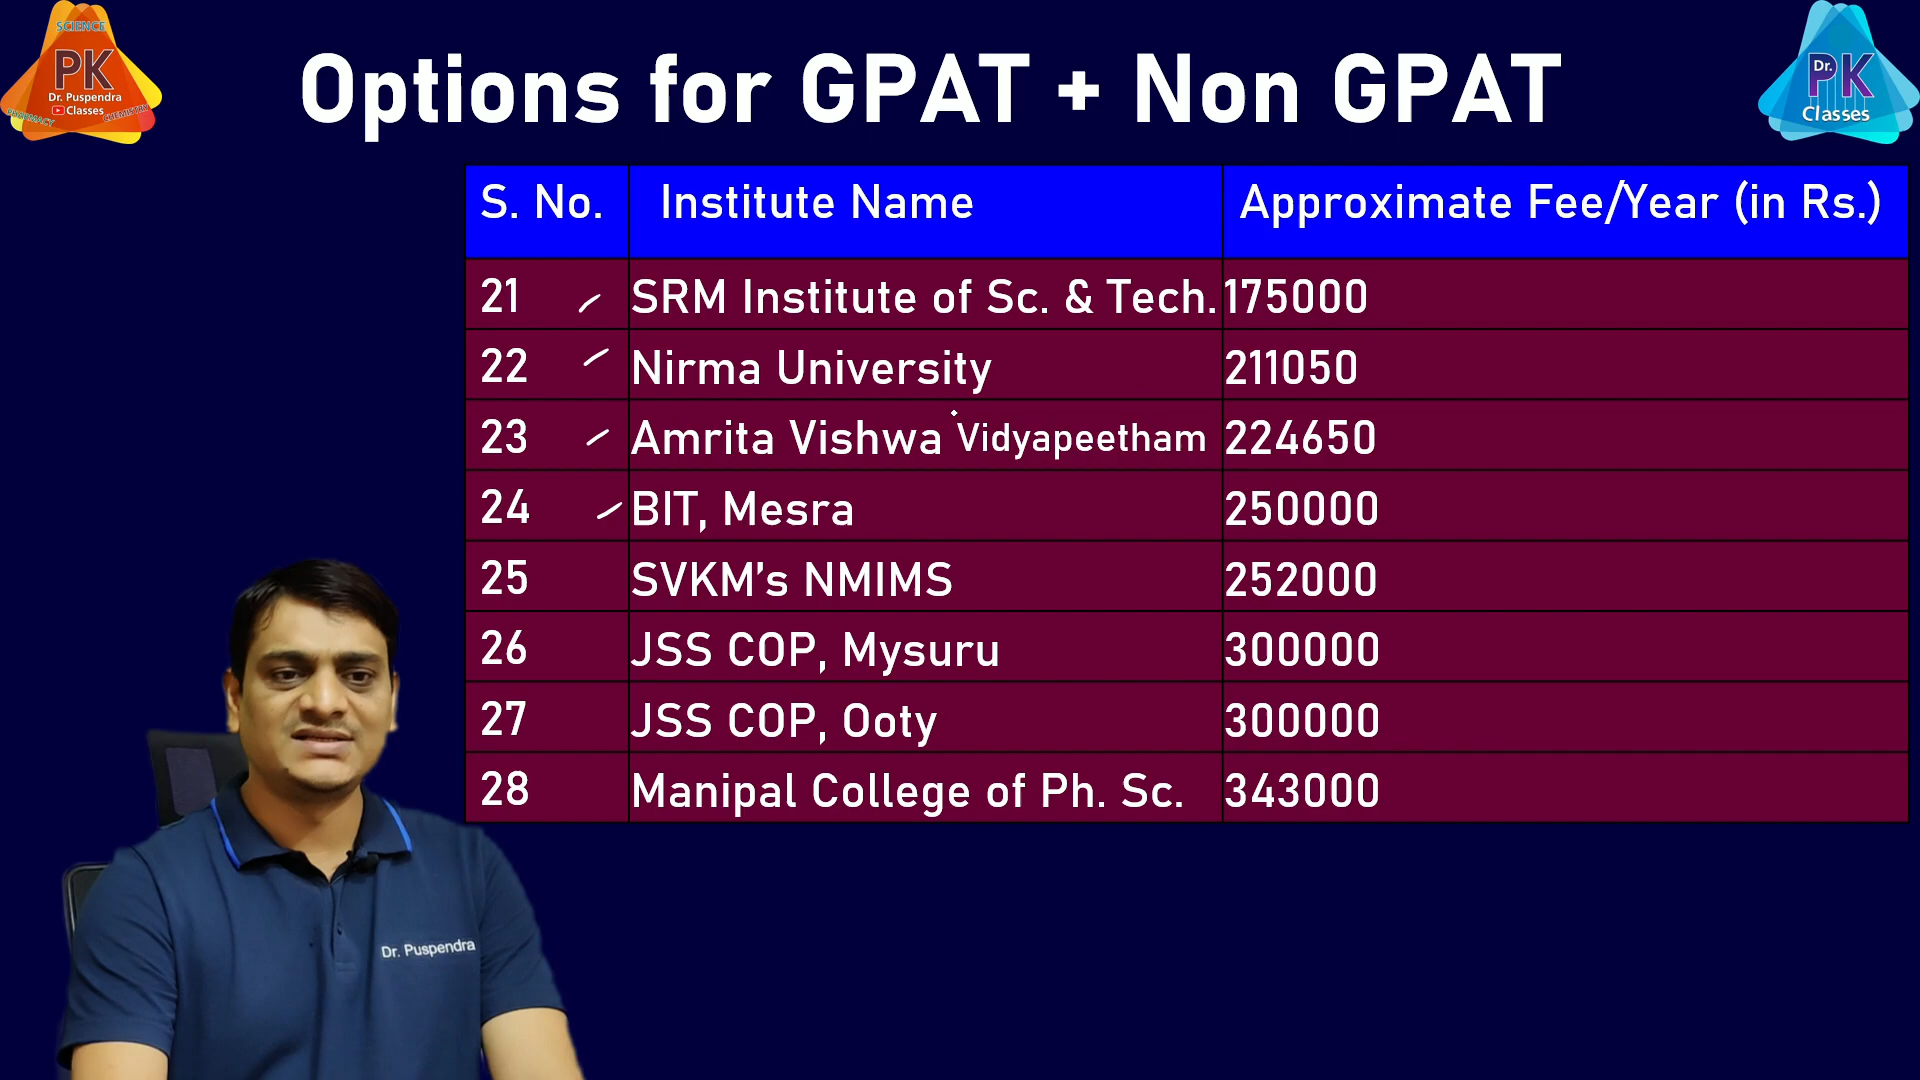 SCIENCE
PK
Dr. Puspendra
Classes
PHARMACY
CHEMISTRY
Options for GPAT + Non GPAT
Dr.
PK
Classes
S. No. Institute Name Approximate Fee/Year (in Rs.)
21 SRM Institute of Sc. & Tech. 175000
22 Nirma University 211050
23 Amrita Vishwa Vidyapeetham 224650
24 BIT, Mesra 250000
25 SVKM's NMIMS 252000
26 JSS COP, Mysuru 300000
27 JSS COP, Ooty 300000
28 Manipal College of Ph. Sc. 343000
Dr. Puspendra